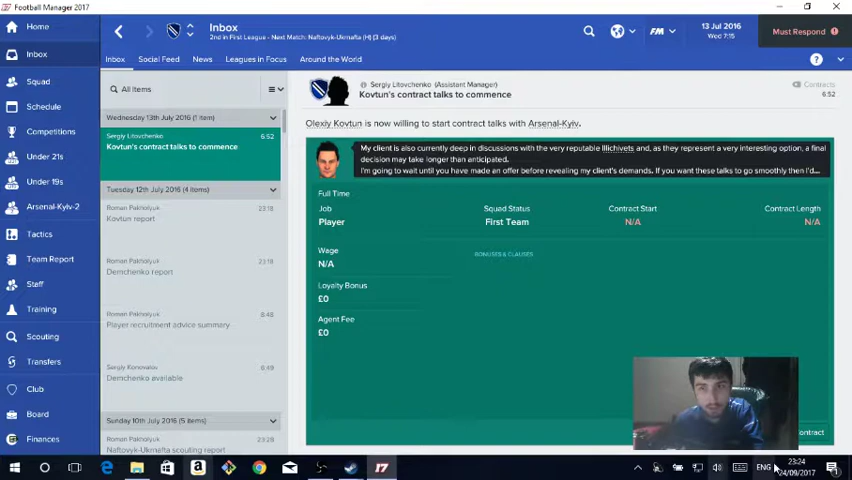 Football Manager 2017
Home
Inbox
Squad
Schedule
Competitions
Under 21s
Under 19s
Arsenal-Kyiv-2
Tactics
Team Report
Staff
Training
Scouting
Transfers
Club
Board
Finances
Inbox
2nd in First League - Next Match: Naftovyk-Ukrnafta (H) (3 days)
FM
13 Jul 2016
Wed 7:15
Must Respond
Inbox
Social Feed
News
Leagues in Focus
Around the World
?
All Items
Wednesday 13th July 2016 (1 item)
Sergiy Litovchenko
6:52
Kovtun's contract talks to commence
Tuesday 12th July 2016 (4 items)
Roman Pakholyuk
23:18
Kovtun report
Roman Pakholyuk
23:18
Demchenko report
Roman Pakholyuk
8:48
Player recruitment advice summary
Sergiy Konovalov
6:49
Demchenko available
Sunday 10th July 2016 (5 items)
Roman Pakholyuk
23:28
Naftovyk-Ukrnafta scouting report
Sergiy Litovchenko (Assistant Manager)
Kovtun's contract talks to commence
Contracts
6:52
Olexiy Kovtun is now willing to start contract talks with Arsenal-Kyiv.
My client is also currently deep in discussions with the very reputable Illichivets and, as they represent a very interesting option, a final
decision may take longer than anticipated.
I'm going to wait until you have made an offer before revealing my client's demands. If you want these talks to go smoothly then I'd...
Full Time
Job
Player
Squad Status
First Team
Contract Start
N/A
Contract Length
N/A
Wage
N/A
BONUSES & CLAUSES
Loyalty Bonus
£0
Agent Fee
£0
ontract
17
ENG
23:24
24/09/2017